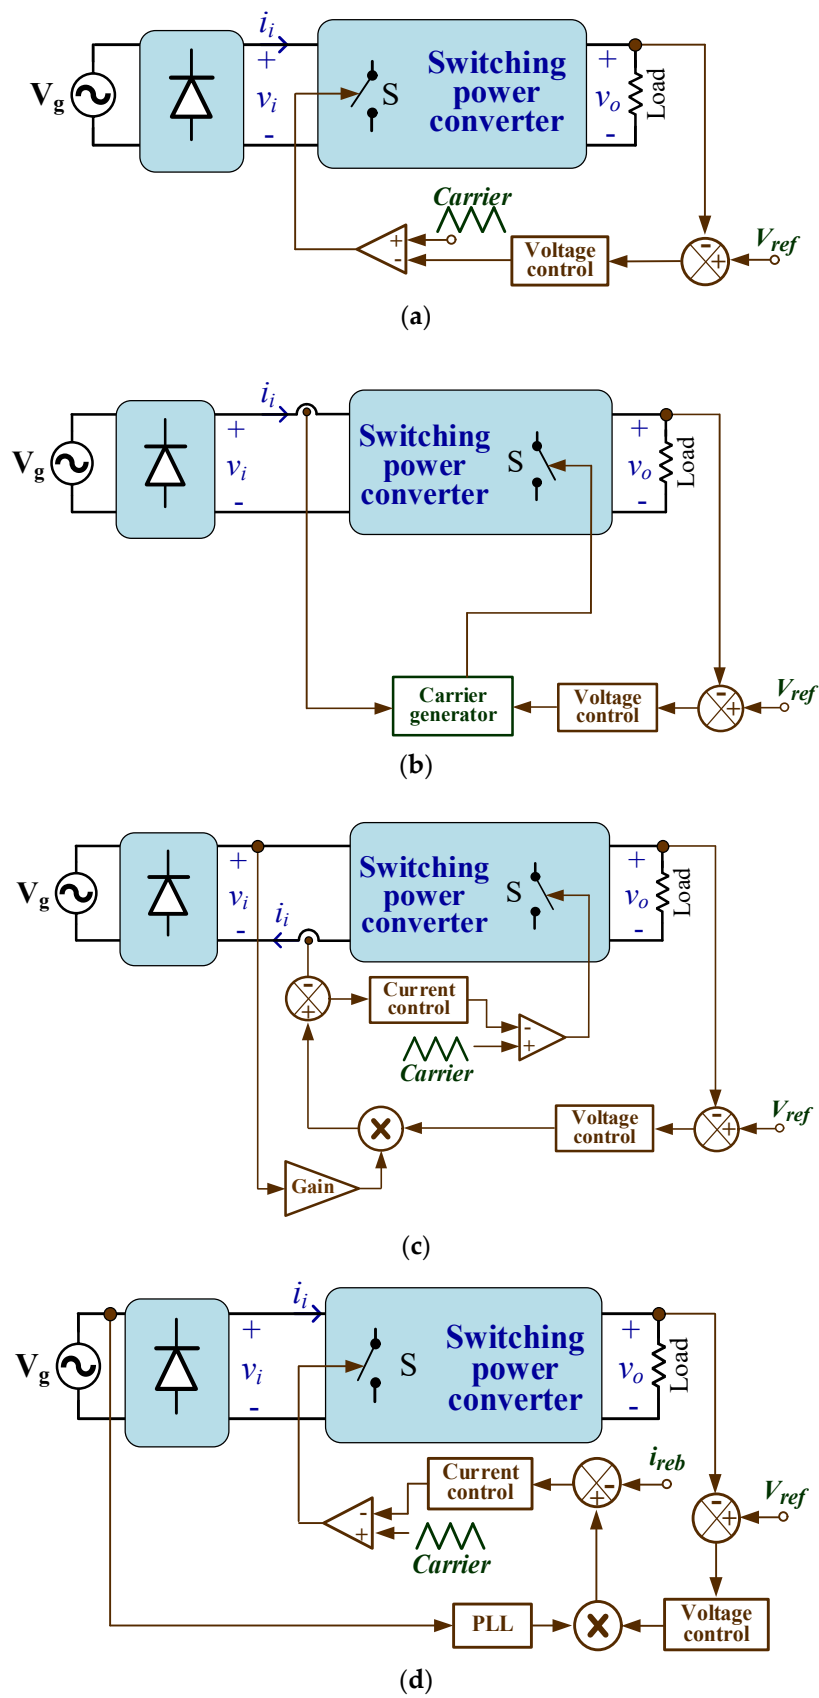 i_i
V_g
+
v_i
-
S
Switching
power
converter
+
v_o
-
Load
Carrier
+
-
Voltage
control
-
+
V_ref
(a)
i_i
V_g
+
v_i
-
Switching
power
converter
S
+
v_o
-
Load
Carrier
generator
Voltage
control
-
+
V_ref
(b)
V_g
+
v_i
-
i_i
Switching
power
converter
S
+
v_o
-
Load
-
+
Current
control
-
+
Carrier
Voltage
control
-
+
V_ref
Gain
(c)
i_i
V_g
+
v_i
-
S
Switching
power
converter
+
v_o
-
Load
Current
control
-
+
i_reb
-
+
Carrier
-
+
V_ref
PLL
Voltage
control
(d)